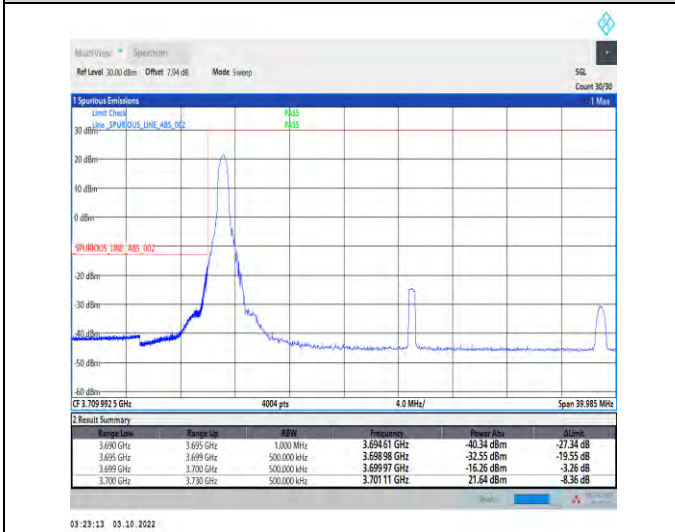 MultiView Spectrum
Ref Level 30.00 dBm Offset 7.94 dB Mode Sweep SGL
Count 30/30
1 Spurious Emissions 1 Max
Limit Check PASS
Line _SPURIOUS_LINE_ABS_002 PASS
30 dBm
20 dBm
10 dBm
0 dBm
_SPURIOUS_LINE_ABS_002
-20 dBm
-30 dBm
-40 dBm
-50 dBm
-60 dBm
CF 3.709 992 5 GHz 4004 pts 4.0 MHz/ Span 39.985 MHz
2 Result Summary
Range Low Range Up RBW Frequency Power Abs ΔLimit
3.690 GHz 3.695 GHz 1.000 MHz 3.694 61 GHz -40.34 dBm -27.34 dB
3.695 GHz 3.699 GHz 500.000 kHz 3.698 98 GHz -32.55 dBm -19.55 dB
3.699 GHz 3.700 GHz 500.000 kHz 3.699 97 GHz -16.26 dBm -3.26 dB
3.700 GHz 3.730 GHz 500.000 kHz 3.701 11 GHz 21.64 dBm -8.36 dB
03:23:13 03.10.2022